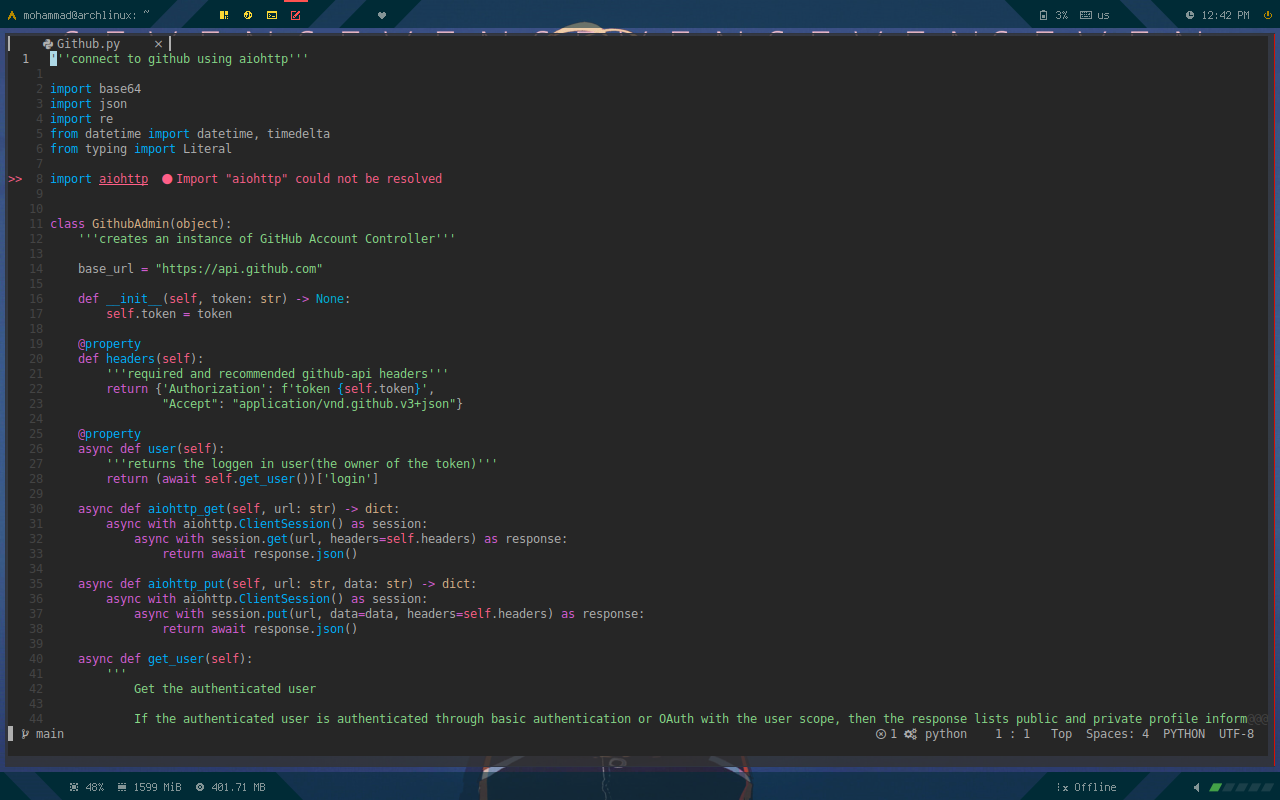 mohammad@archlinux: ~
3% us 12:42 PM
Github.py ×
1 '''connect to github using aiohttp'''
1
2 import base64
3 import json
4 import re
5 from datetime import datetime, timedelta
6 from typing import Literal
7
>> 8 import aiohttp Import "aiohttp" could not be resolved
9
10
11 class GithubAdmin(object):
12 '''creates an instance of GitHub Account Controller'''
13
14 base_url = "https://api.github.com"
15
16 def __init__(self, token: str) -> None:
17 self.token = token
18
19 @property
20 def headers(self):
21 '''required and recommended github-api headers'''
22 return {'Authorization': f'token {self.token}',
23 "Accept": "application/vnd.github.v3+json"}
24
25 @property
26 async def user(self):
27 '''returns the loggen in user(the owner of the token)'''
28 return (await self.get_user())['login']
29
30 async def aiohttp_get(self, url: str) -> dict:
31 async with aiohttp.ClientSession() as session:
32 async with session.get(url, headers=self.headers) as response:
33 return await response.json()
34
35 async def aiohttp_put(self, url: str, data: str) -> dict:
36 async with aiohttp.ClientSession() as session:
37 async with session.put(url, data=data, headers=self.headers) as response:
38 return await response.json()
39
40 async def get_user(self):
41 '''
42 Get the authenticated user
43
44 If the authenticated user is authenticated through basic authentication or OAuth with the user scope, then the response lists public and private profile inform@@@
main 1 python 1 : 1 Top Spaces: 4 PYTHON UTF-8
48% 1599 MiB 401.71 MB Offline